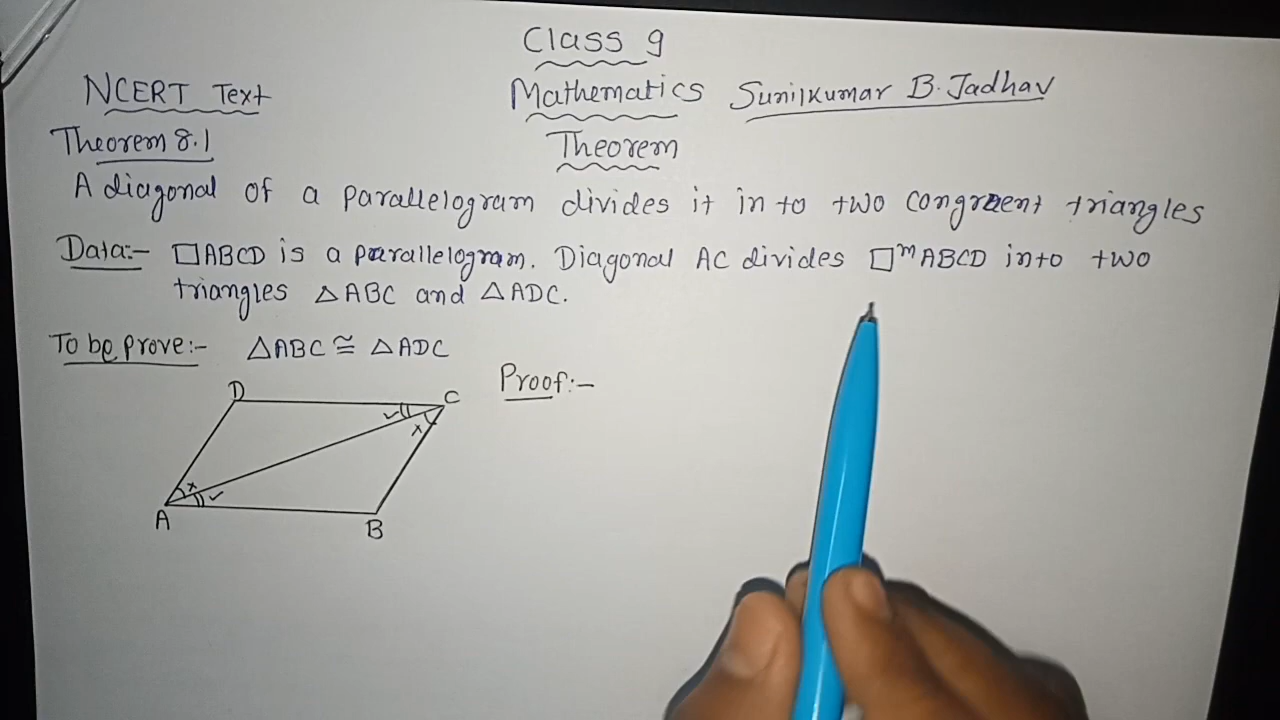 Class 9
NCERT Text
Mathematics Sunilkumar B. Jadhav
Theorem 8.1
Theorem
A diagonal of a parallelogram divides it in to two congruent triangles
Data:- □ABCD is a parallelogram. Diagonal AC divides □ᵐABCD into two
triangles △ABC and △ADC.
To be prove:- △ABC ≅ △ADC
Proof:-
D C
x
x
A B